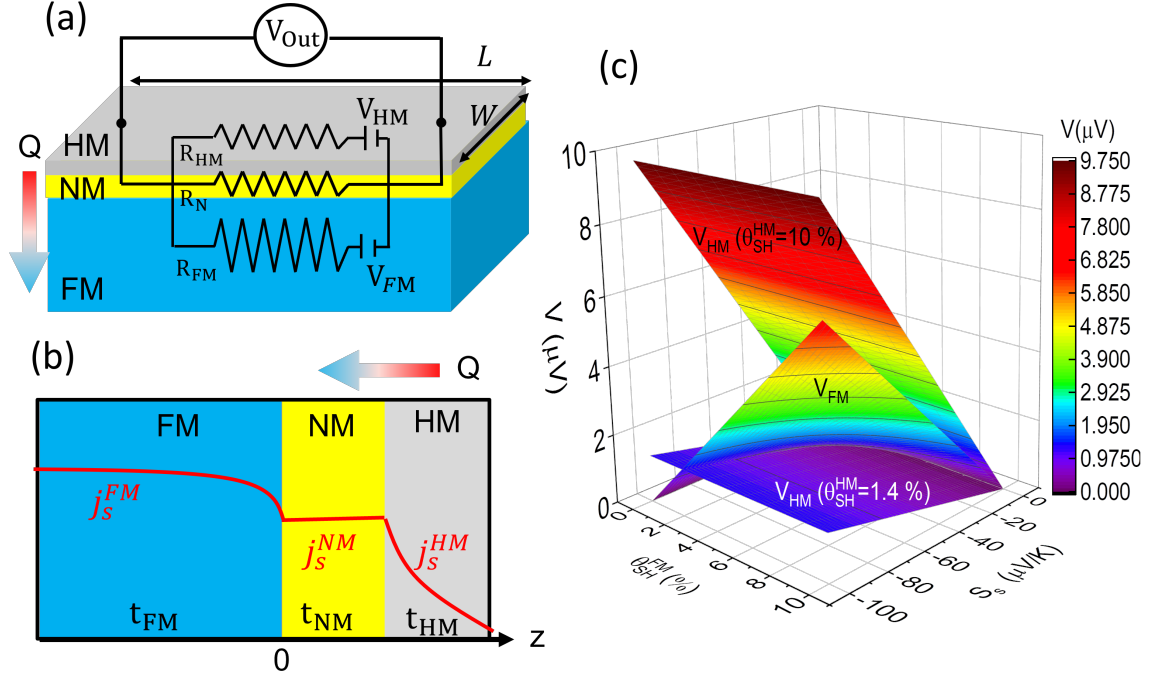 (a)
V_Out
L
W
V_HM
Q
HM
R_HM
NM
R_N
R_FM
V_FM
FM
(b)
Q
FM
NM
HM
j_s^FM
j_s^NM
j_s^HM
t_FM
t_NM
t_HM
z
0
(c)
V(μV)
10
8
6
4
2
0
V (μV)
V_HM (θ_SH^HM=10 %)
V_FM
V_HM (θ_SH^HM=1.4 %)
0
2
4
6
8
10
θ_SH^FM (%)
0
-20
-40
-60
-80
-100
S_s (μV/K)
9.750
8.775
7.800
6.825
5.850
4.875
3.900
2.925
1.950
0.9750
0.000